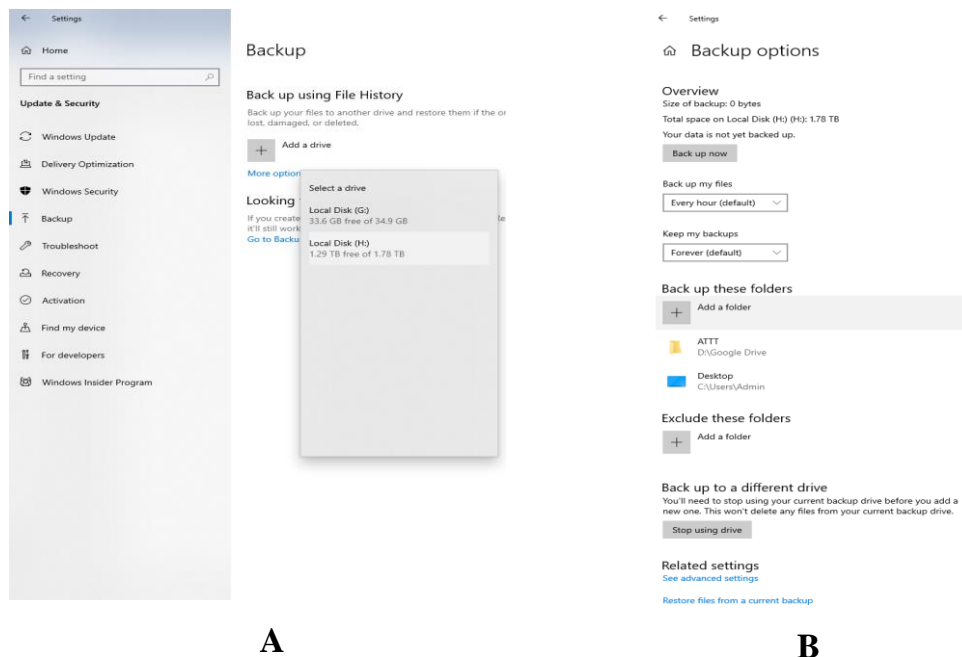 Settings
Home
Find a setting
Update & Security
Windows Update
Delivery Optimization
Windows Security
Backup
Troubleshoot
Recovery
Activation
Find my device
For developers
Windows Insider Program
Backup
Back up using File History
Back up your files to another drive and restore them if the or
lost, damaged, or deleted.
Add a drive
More option
Select a drive
Local Disk (G:)
33.6 GB free of 34.9 GB
Local Disk (H:)
1.29 TB free of 1.78 TB
Looking
If you create
it'll still work
Go to Backu
A
Settings
Backup options
Overview
Size of backup: 0 bytes
Total space on Local Disk (H:) (H:): 1.78 TB
Your data is not yet backed up.
Back up now
Back up my files
Every hour (default)
Keep my backups
Forever (default)
Back up these folders
Add a folder
ATTT
D:\Google Drive
Desktop
C:\Users\Admin
Exclude these folders
Add a folder
Back up to a different drive
You'll need to stop using your current backup drive before you add a
new one. This won't delete any files from your current backup drive.
Stop using drive
Related settings
See advanced settings
Restore files from a current backup
B